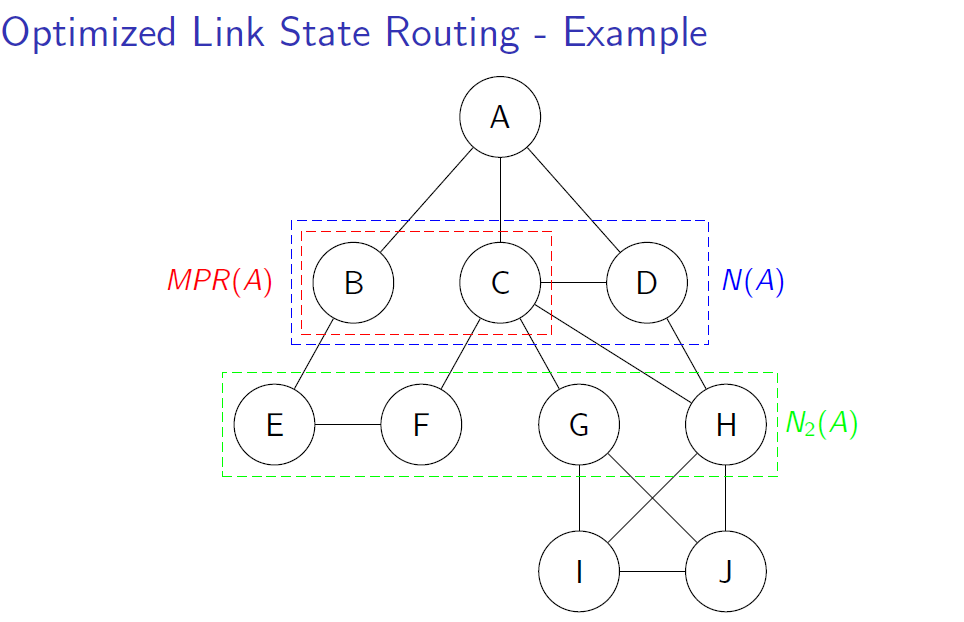 Optimized Link State Routing - Example
A
MPR(A)
B
C
D
N(A)
E
F
G
H
N₂(A)
I
J